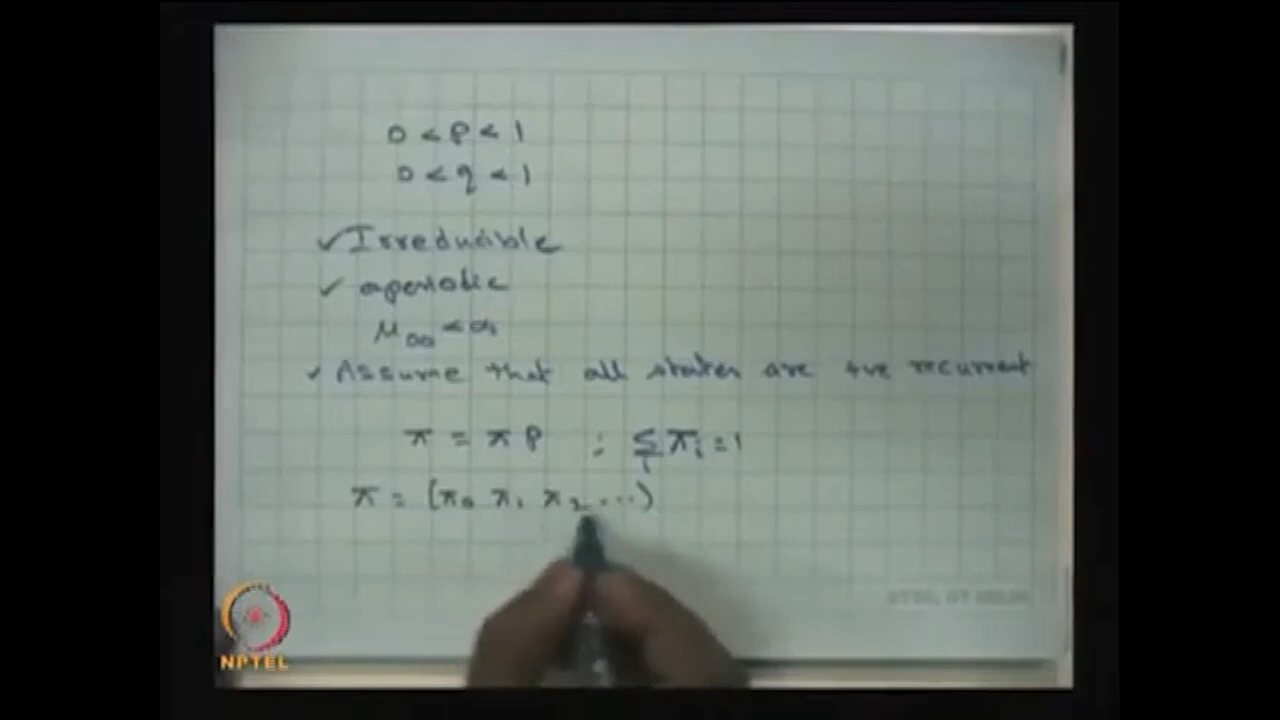 0 < p < 1
0 < q < 1
✓ Irreducible
✓ aperiodic
μ₀₀ < ∞
✓ Assume that all states are +ve recurrent
π = π P ; Σ πᵢ = 1
i
π = (π₀ π₁ π₂ ...)
NPTEL